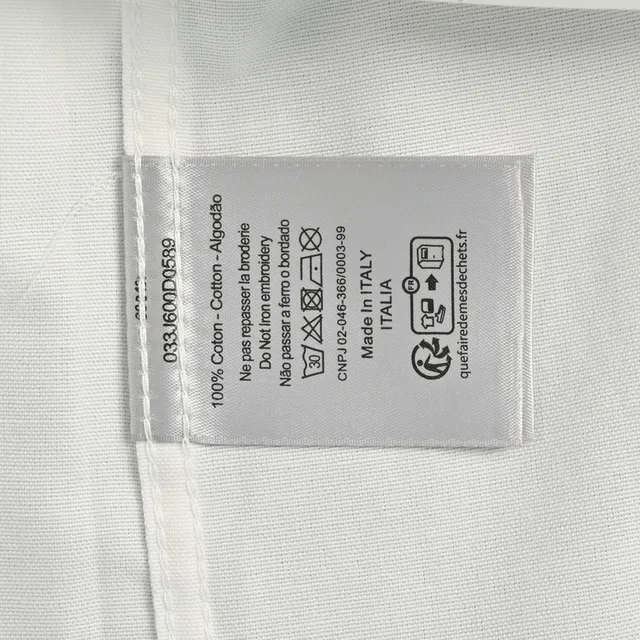 033J600D0589
100% Coton - Cotton - Algodão
Ne pas repasser la broderie
Do Not Iron embroidery
Não passar a ferro o bordado
30
CNPJ 02-046-366/0003-99
Made In ITALY
ITALIA
FR
quefairedemesdechets.fr